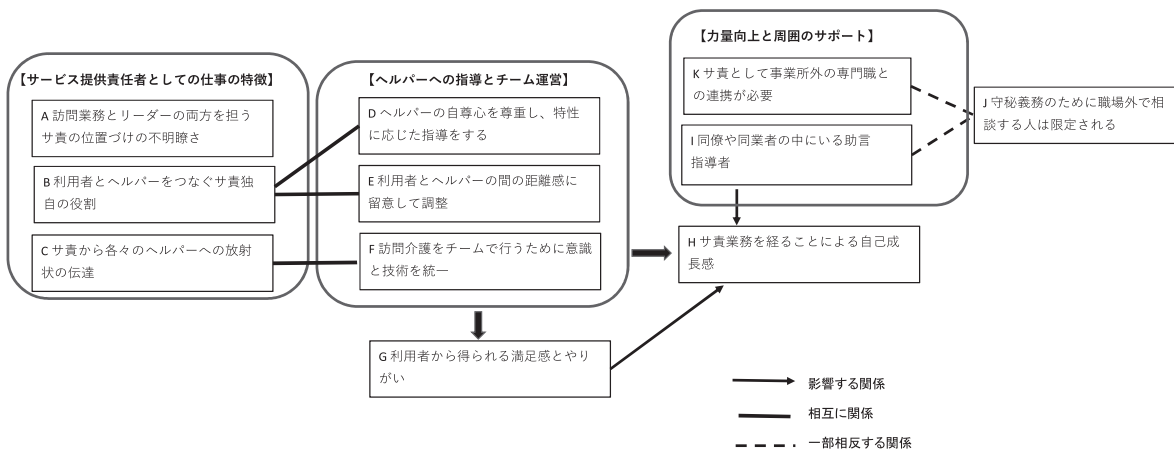 【サービス提供責任者としての仕事の特徴】
A 訪問業務とリーダーの両方を担う
サ責の位置づけの不明瞭さ
B 利用者とヘルパーをつなぐサ責独
自の役割
C サ責から各々のヘルパーへの放射
状の伝達
【ヘルパーへの指導とチーム運営】
D ヘルパーの自尊心を尊重し、特性
に応じた指導をする
E 利用者とヘルパーの間の距離感に
留意して調整
F 訪問介護をチームで行うために意識
と技術を統一
G 利用者から得られる満足感とやり
がい
【力量向上と周囲のサポート】
K サ責として事業所外の専門職と
の連携が必要
I 同僚や同業者の中にいる助言
指導者
J 守秘義務のために職場外で相
談する人は限定される
H サ責業務を経ることによる自己成
長感
影響する関係
相互に関係
一部相反する関係